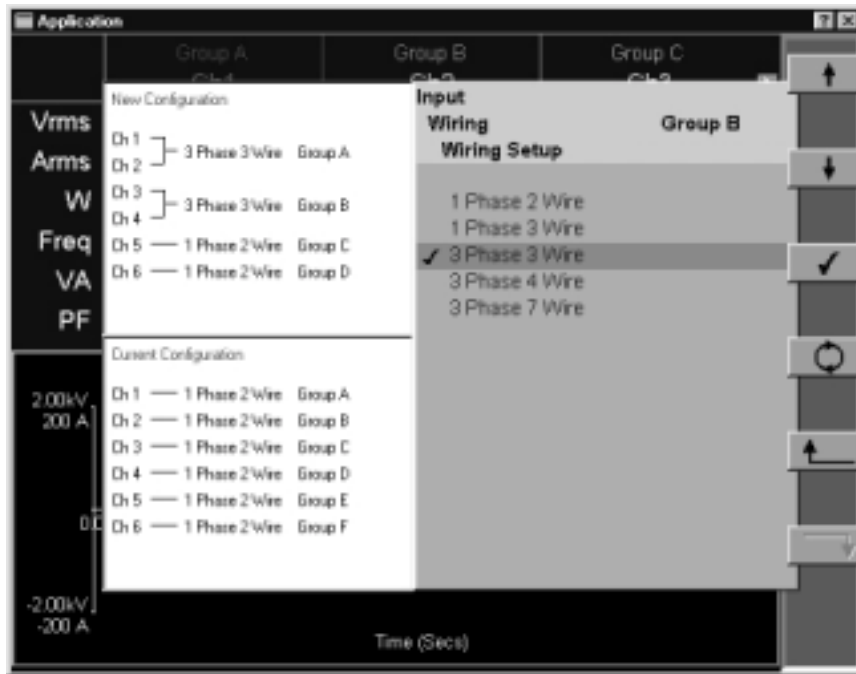 Application
Group A Group B Group C
Vrms
Arms
W
Freq
VA
PF
New Configuration
Ch 1
Ch 2
3 Phase 3 Wire Group A
Ch 3
Ch 4
3 Phase 3 Wire Group B
Ch 5 1 Phase 2 Wire Group C
Ch 6 1 Phase 2 Wire Group D
Input
Wiring Group B
Wiring Setup
1 Phase 2 Wire
1 Phase 3 Wire
3 Phase 3 Wire
3 Phase 4 Wire
3 Phase 7 Wire
Current Configuration
Ch 1 1 Phase 2 Wire Group A
Ch 2 1 Phase 2 Wire Group B
Ch 3 1 Phase 2 Wire Group C
Ch 4 1 Phase 2 Wire Group D
Ch 5 1 Phase 2 Wire Group E
Ch 6 1 Phase 2 Wire Group F
2.00kV
200 A
-2.00kV
-200 A
Time (Secs)